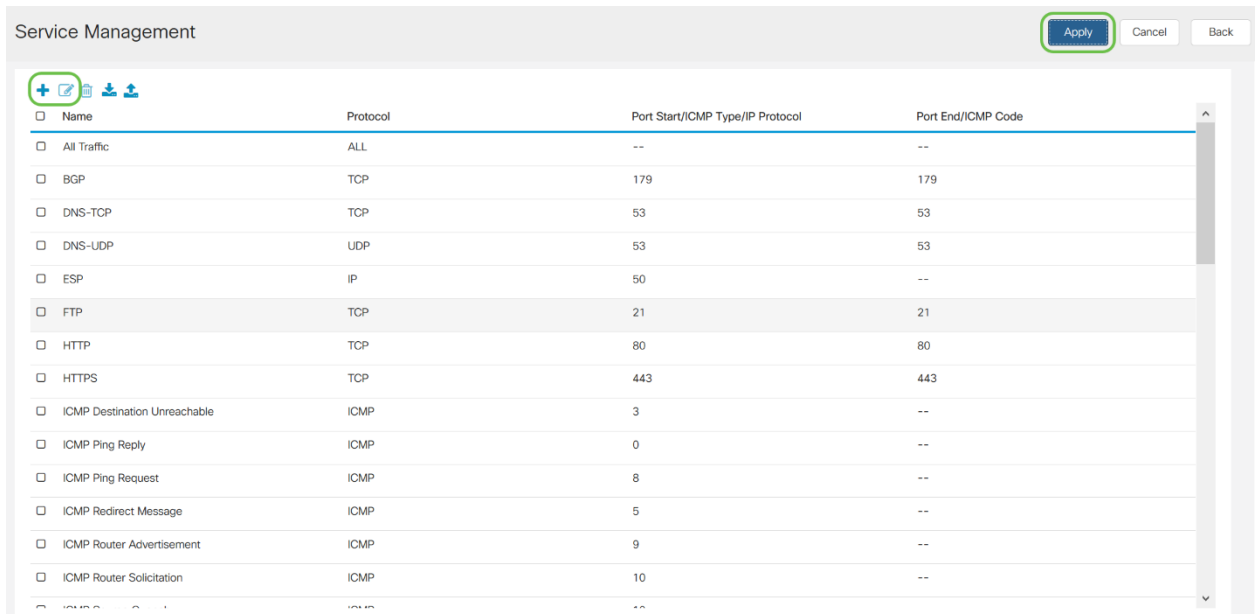 Service Management
Apply Cancel Back
Name Protocol Port Start/ICMP Type/IP Protocol Port End/ICMP Code
All Traffic ALL -- --
BGP TCP 179 179
DNS-TCP TCP 53 53
DNS-UDP UDP 53 53
ESP IP 50 --
FTP TCP 21 21
HTTP TCP 80 80
HTTPS TCP 443 443
ICMP Destination Unreachable ICMP 3 --
ICMP Ping Reply ICMP 0 --
ICMP Ping Request ICMP 8 --
ICMP Redirect Message ICMP 5 --
ICMP Router Advertisement ICMP 9 --
ICMP Router Solicitation ICMP 10 --